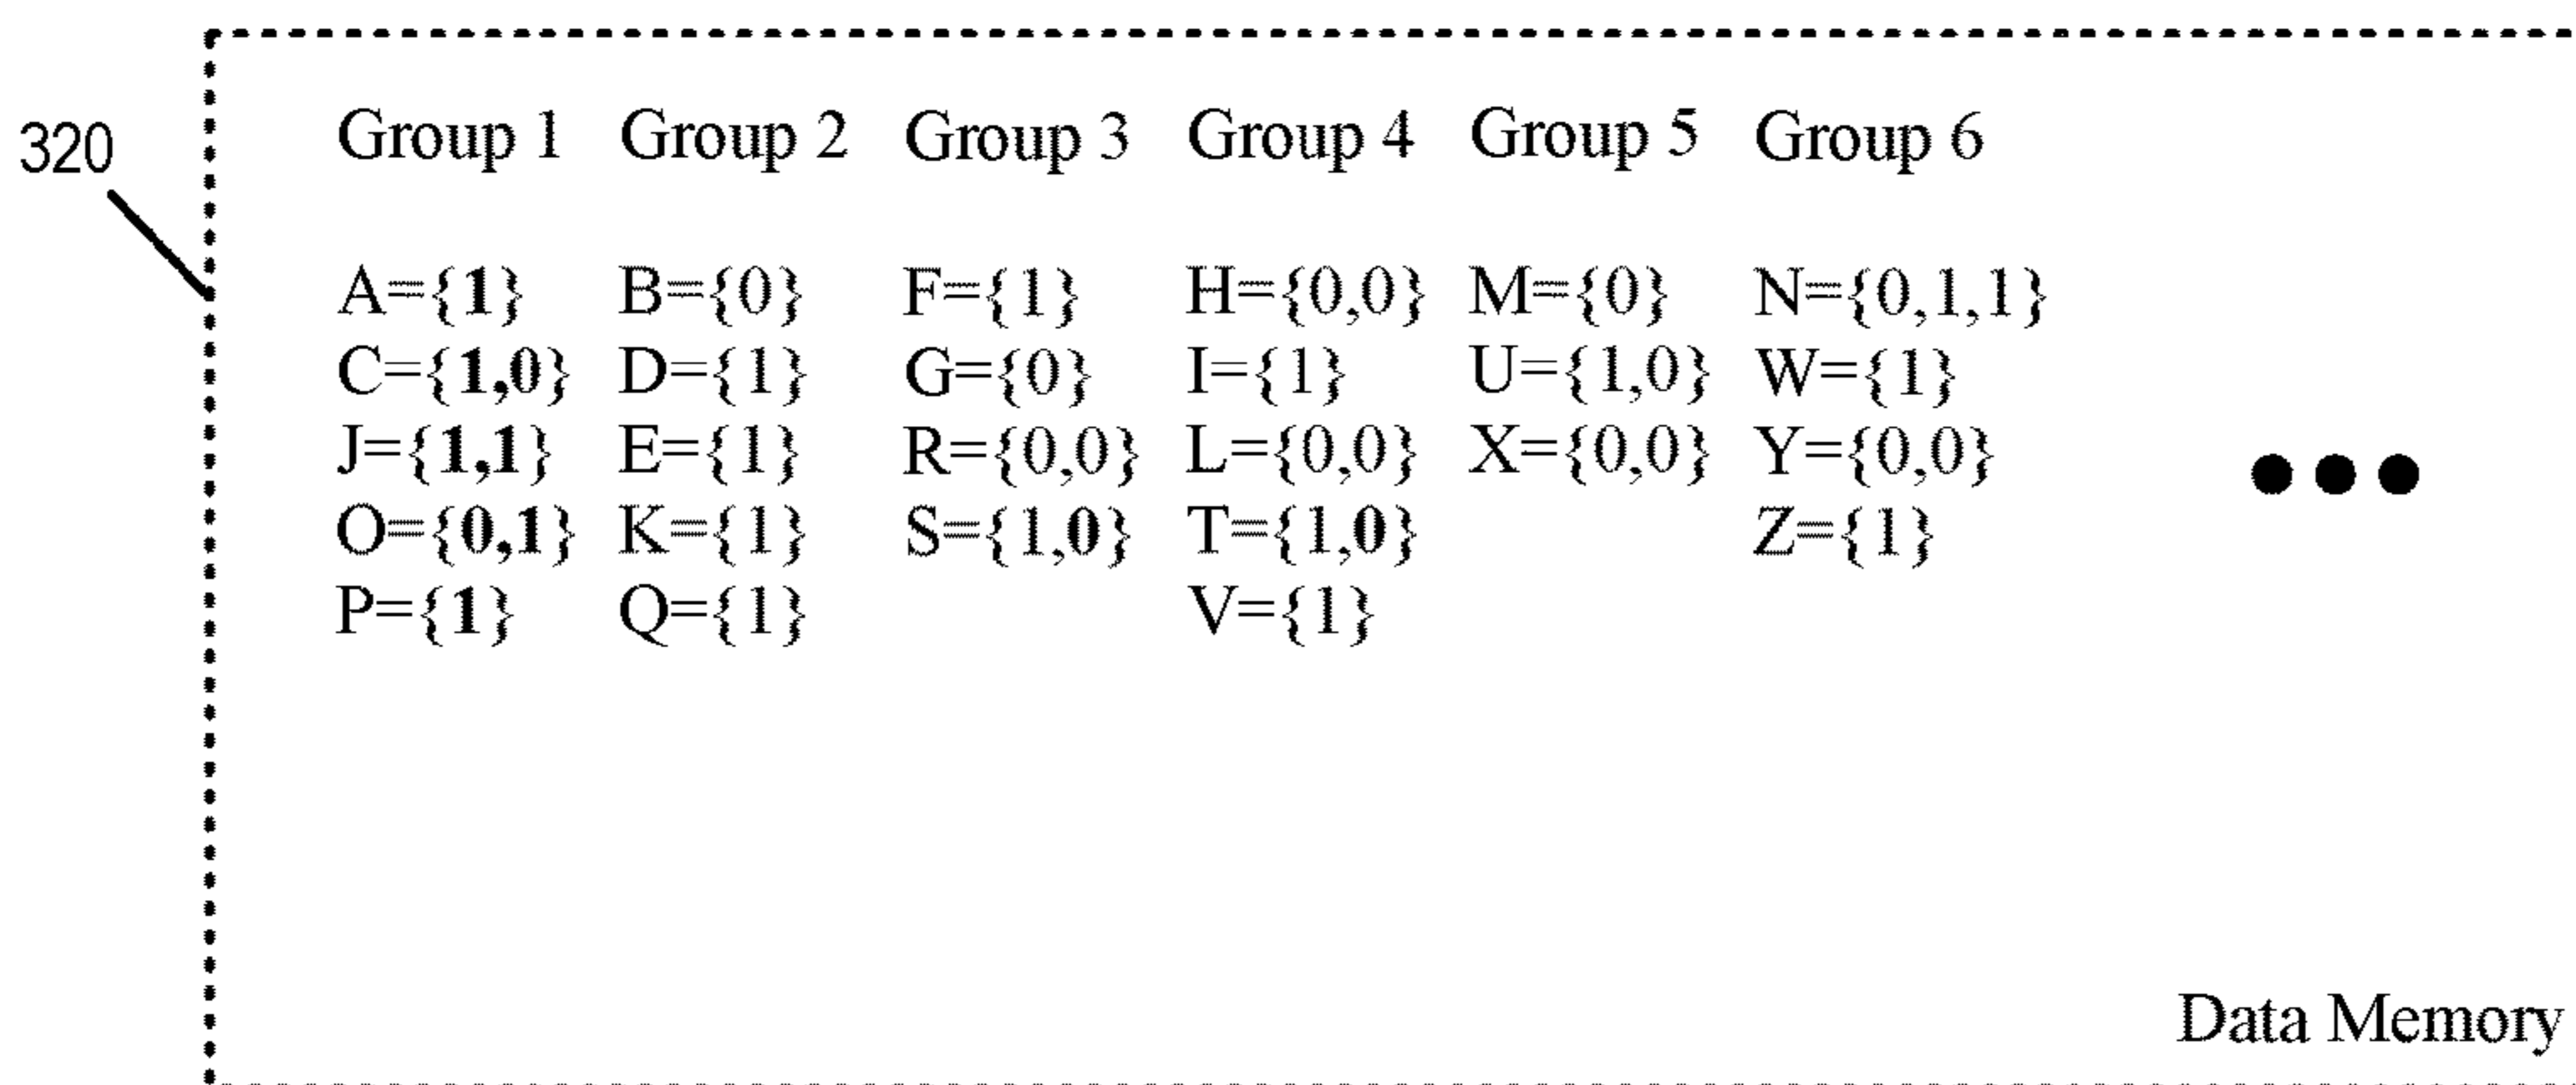 Group 1 Group 2 Group 3 Group 4 Group 5 Group 6
320
A={1} B={0} F={1} H={0,0} M={0} N={0,1,1}
C={1,0} D={1} G={0} I={1} U={1,0} W={1}
J={1,1} E={1} R={0,0} L={0,0} X={0,0} Y={0,0}
O={0,1} K={1} S={1,0} T={1,0} Z={1}
P={1} Q={1} V={1}
Data Memory